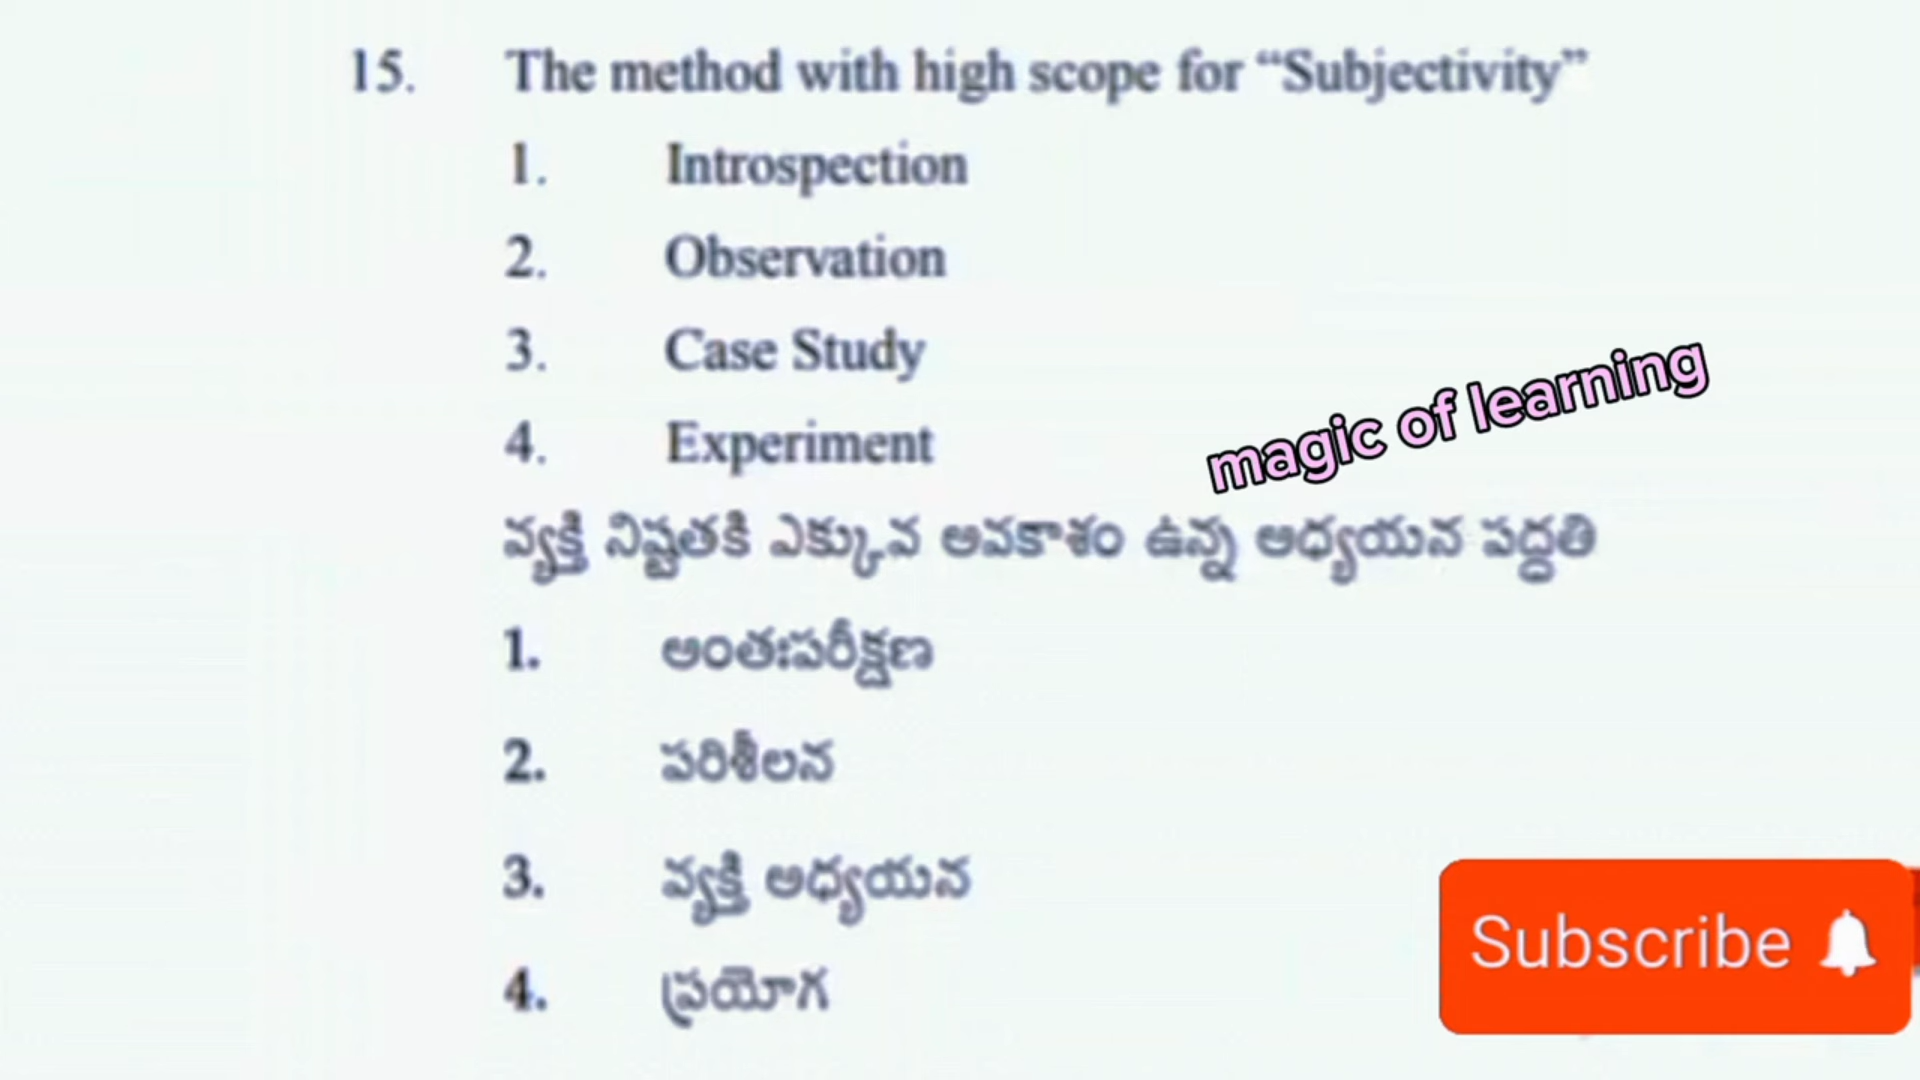 15. The method with high scope for “Subjectivity”
1. Introspection
2. Observation
3. Case Study
4. Experiment
magic of learning
వ్యక్తి నిష్టతకి ఎక్కువ అవకాశం ఉన్న అధ్యయన పద్ధతి
1. అంతఃపరీక్షణ
2. పరిశీలన
3. వ్యక్తి అధ్యయన
4. ప్రయోగ
Subscribe